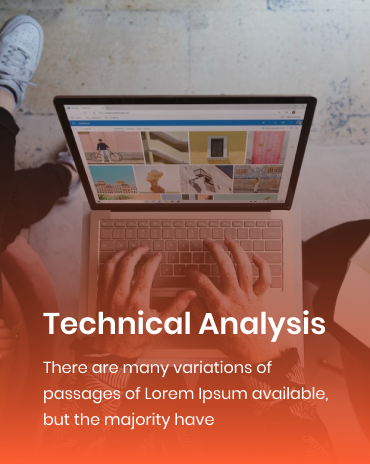 Technical Analysis
There are many variations of
passages of Lorem Ipsum available,
but the majority have